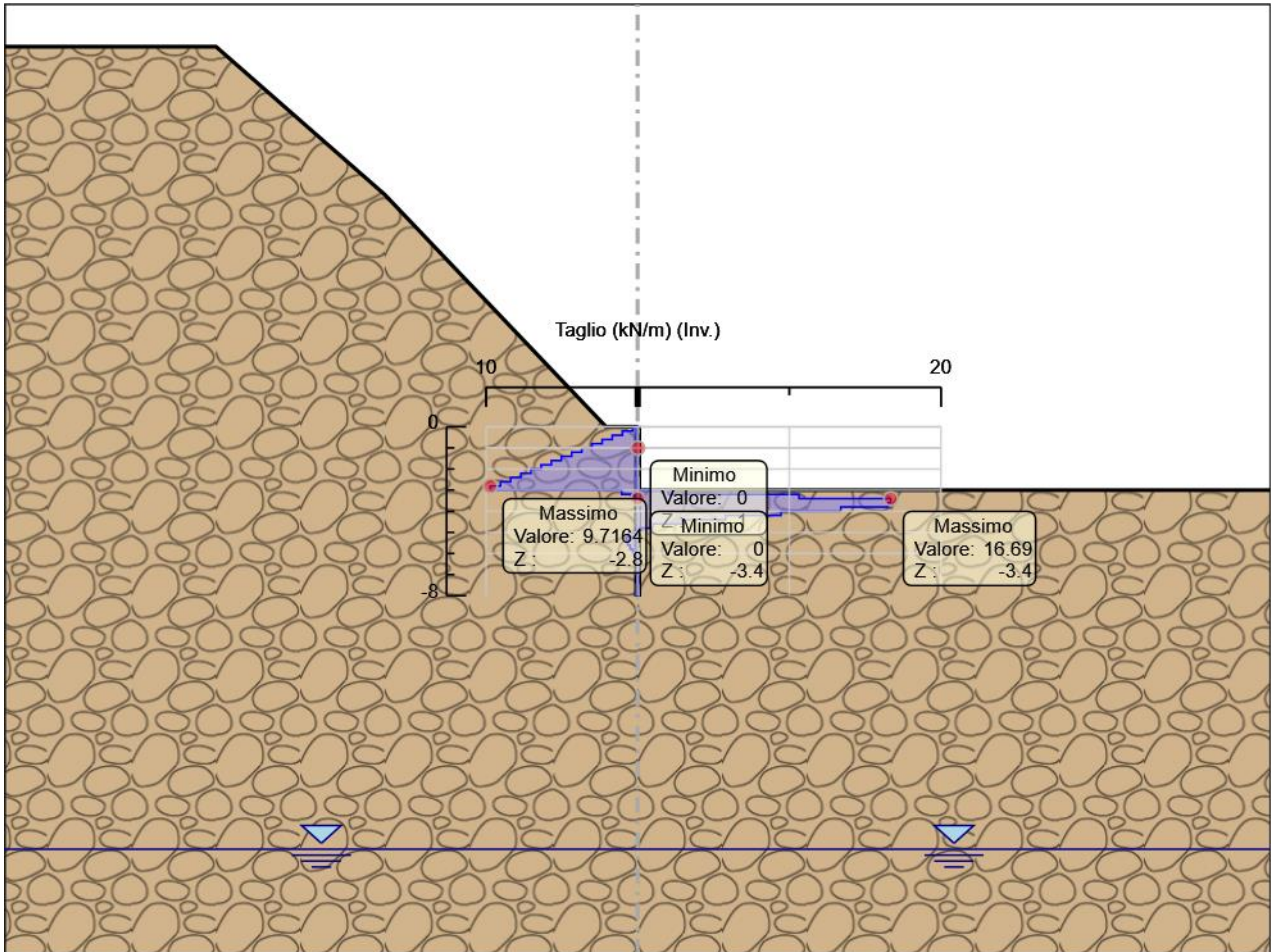 Taglio (kN/m) (Inv.)
10
20
0
-8
Massimo
Valore: 9.7164
Z : -2.8
Minimo
Valore: 0
Z : -1
Minimo
Valore: 0
Z : -3.4
Massimo
Valore: 16.69
Z : -3.4